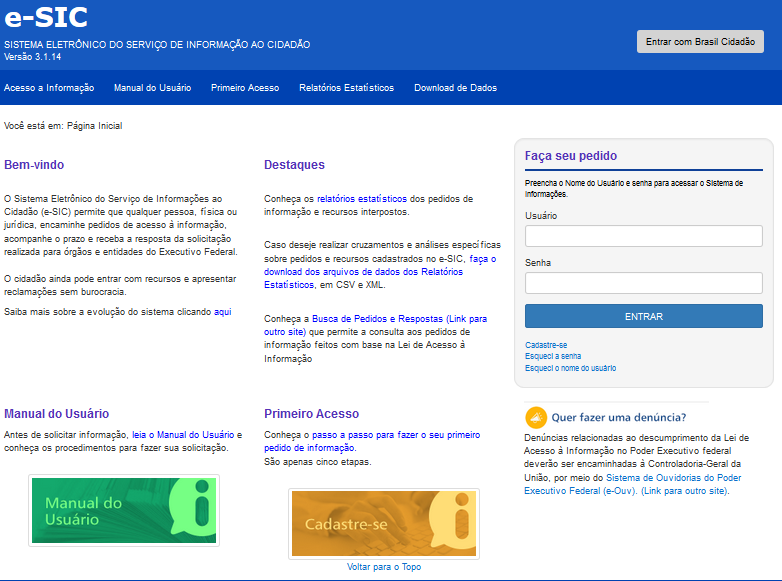 e-SIC
SISTEMA ELETRÔNICO DO SERVIÇO DE INFORMAÇÃO AO CIDADÃO
Versão 3.1.14
Entrar com Brasil Cidadão
Acesso a Informação Manual do Usuário Primeiro Acesso Relatórios Estatísticos Download de Dados
Você está em: Página Inicial
Bem-vindo
O Sistema Eletrônico do Serviço de Informações ao
Cidadão (e-SIC) permite que qualquer pessoa, física ou
jurídica, encaminhe pedidos de acesso à informação,
acompanhe o prazo e receba a resposta da solicitação
realizada para órgãos e entidades do Executivo Federal.
O cidadão ainda pode entrar com recursos e apresentar
reclamações sem burocracia.
Saiba mais sobre a evolução do sistema clicando aqui
Destaques
Conheça os relatórios estatísticos dos pedidos de
informação e recursos interpostos.
Caso deseje realizar cruzamentos e análises específicas
sobre pedidos e recursos cadastrados no e-SIC, faça o
download dos arquivos de dados dos Relatórios
Estatísticos, em CSV e XML.
Conheça a Busca de Pedidos e Respostas (Link para
outro site) que permite a consulta aos pedidos de
informação feitos com base na Lei de Acesso à
Informação
Faça seu pedido
Preencha o Nome do Usuário e senha para acessar o Sistema de
Informações.
Usuário
Senha
ENTRAR
Cadastre-se
Esqueci a senha
Esqueci o nome do usuário
Manual do Usuário
Antes de solicitar informação, leia o Manual do Usuário e
conheça os procedimentos para fazer sua solicitação.
Manual do
Usuário
Primeiro Acesso
Conheça o passo a passo para fazer o seu primeiro
pedido de informação.
São apenas cinco etapas.
Cadastre-se
Voltar para o Topo
Quer fazer uma denúncia?
Denúncias relacionadas ao descumprimento da Lei de
Acesso à Informação no Poder Executivo federal
deverão ser encaminhadas à Controladoria-Geral da
União, por meio do Sistema de Ouvidorias do Poder
Executivo Federal (e-Ouv). (Link para outro site).